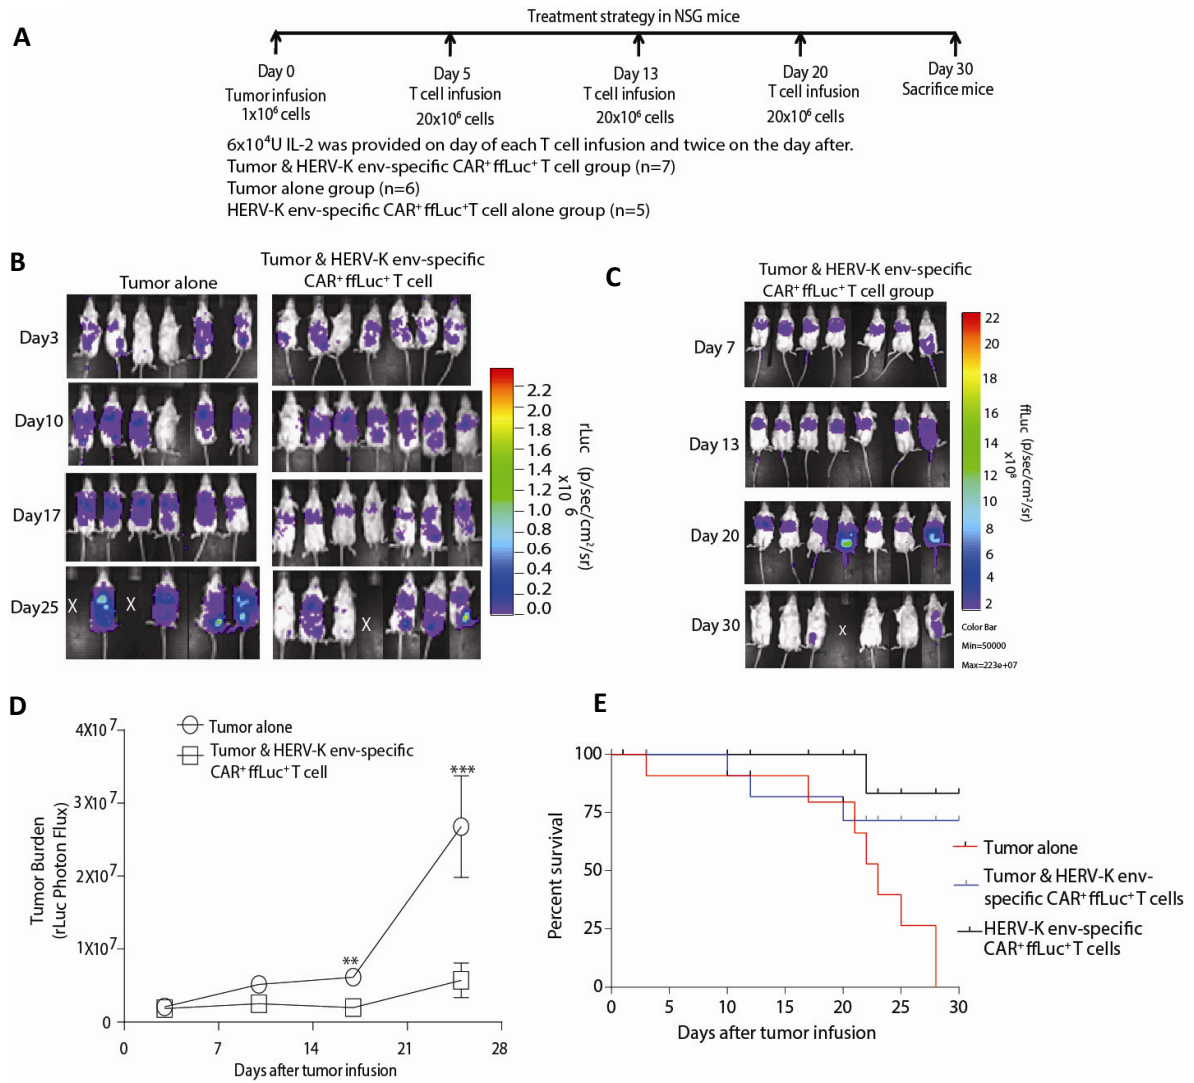 A
Treatment strategy in NSG mice
Day 0
Tumor infusion
1x10⁶ cells
Day 5
T cell infusion
20x10⁶ cells
Day 13
T cell infusion
20x10⁶ cells
Day 20
T cell infusion
20x10⁶ cells
Day 30
Sacrifice mice
6x10⁴U IL-2 was provided on day of each T cell infusion and twice on the day after.
Tumor & HERV-K env-specific CAR⁺ ffLuc⁺ T cell group (n=7)
Tumor alone group (n=6)
HERV-K env-specific CAR⁺ ffLuc⁺T cell alone group (n=5)
B
Tumor alone
Tumor & HERV-K env-specific
CAR⁺ ffLuc⁺ T cell
Day3
Day10
Day17
Day25
X
X
X
2.2
2.0
1.8
1.6
1.4
1.2
1.0
0.8
0.6
0.4
0.2
0.0
rLuc (p/sec/cm²/sr)
x10 6
C
Tumor & HERV-K env-specific
CAR⁺ ffLuc⁺ T cell group
Day 7
Day 13
Day 20
Day 30
X
22
20
18
16
14
12
10
8
6
4
2
ffLuc (p/sec/cm²/sr)
x10⁸
Color Bar
Min=50000
Max=223e+07
D
Tumor alone
Tumor & HERV-K env-specific
CAR⁺ ffLuc⁺ T cell
Tumor Burden
(rLuc Photon Flux)
4X10⁷
3X10⁷
2X10⁷
1X10⁷
0
**
***
0
7
14
21
28
Days after tumor infusion
E
Percent survival
100
75
50
25
0
0
5
10
15
20
25
30
Days after tumor infusion
Tumor alone
Tumor & HERV-K env-
specific CAR⁺ ffLuc⁺ T cells
HERV-K env-specific
CAR⁺ ffLuc⁺ T cells